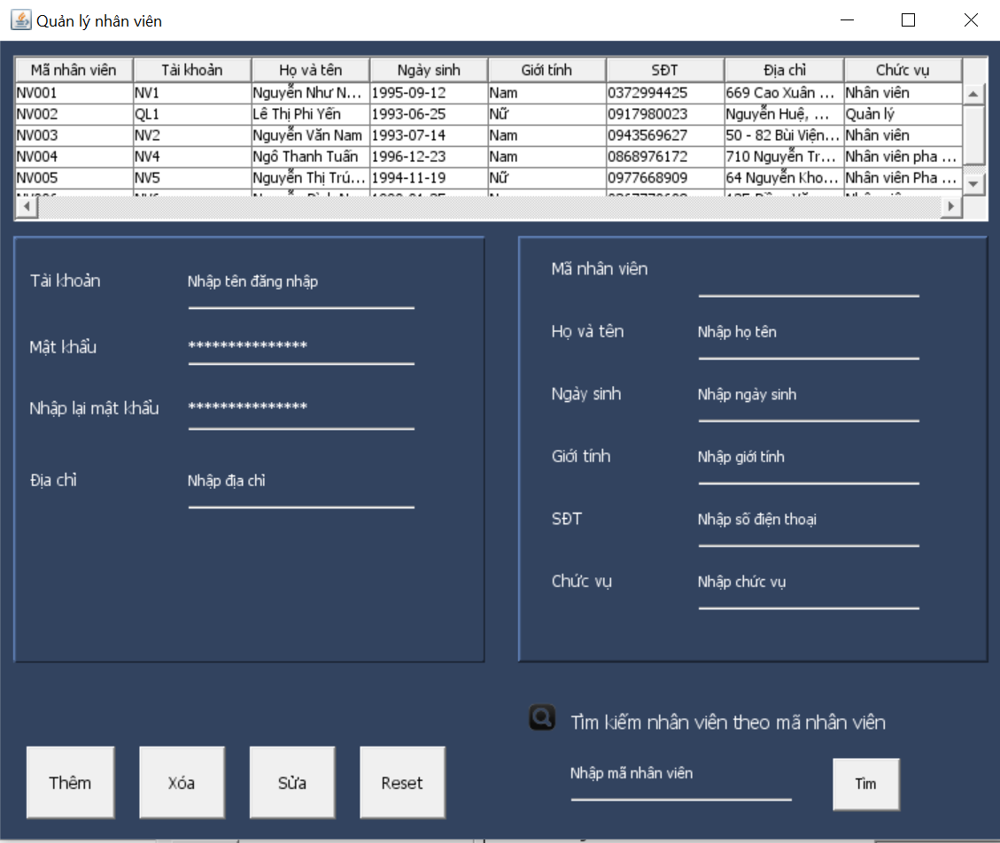 Quản lý nhân viên
Mã nhân viên Tài khoản Họ và tên Ngày sinh Giới tính SĐT Địa chỉ Chức vụ
NV001 NV1 Nguyễn Như N... 1995-09-12 Nam 0372994425 669 Cao Xuân ... Nhân viên
NV002 QL1 Lê Thị Phi Yến 1993-06-25 Nữ 0917980023 Nguyễn Huệ, ... Quản lý
NV003 NV2 Nguyễn Văn Nam 1993-07-14 Nam 0943569627 50 - 82 Bùi Viện... Nhân viên
NV004 NV4 Ngô Thanh Tuấn 1996-12-23 Nam 0868976172 710 Nguyễn Tr... Nhân viên pha ...
NV005 NV5 Nguyễn Thị Trú... 1994-11-19 Nữ 0977668909 64 Nguyễn Kho... Nhân viên Pha ...
Tài khoản Nhập tên đăng nhập
Mật khẩu ***************
Nhập lại mật khẩu ***************
Địa chỉ Nhập địa chỉ
Mã nhân viên
Họ và tên Nhập họ tên
Ngày sinh Nhập ngày sinh
Giới tính Nhập giới tính
SĐT Nhập số điện thoại
Chức vụ Nhập chức vụ
Tìm kiếm nhân viên theo mã nhân viên
Nhập mã nhân viên Tìm
Thêm Xóa Sửa Reset